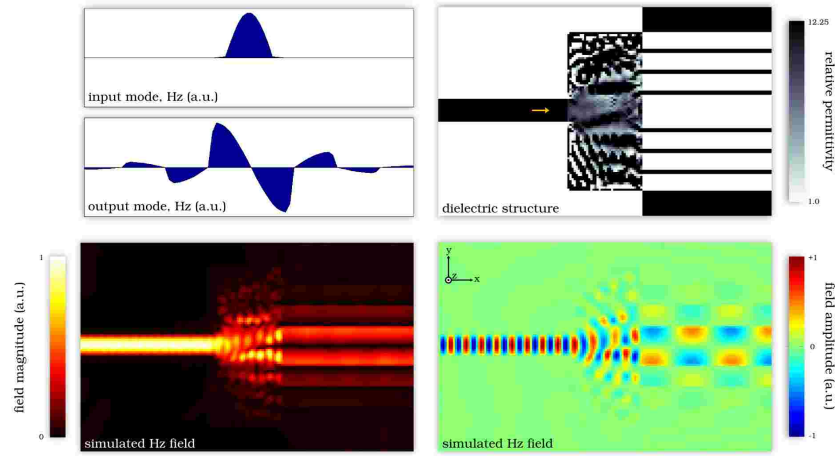 input mode, Hz (a.u.)
output mode, Hz (a.u.)
dielectric structure
12.25
relative permittivity
1.0
1
field magnitude (a.u.)
0
simulated Hz field
y
z
x
simulated Hz field
+1
field amplitude (a.u.)
0
-1